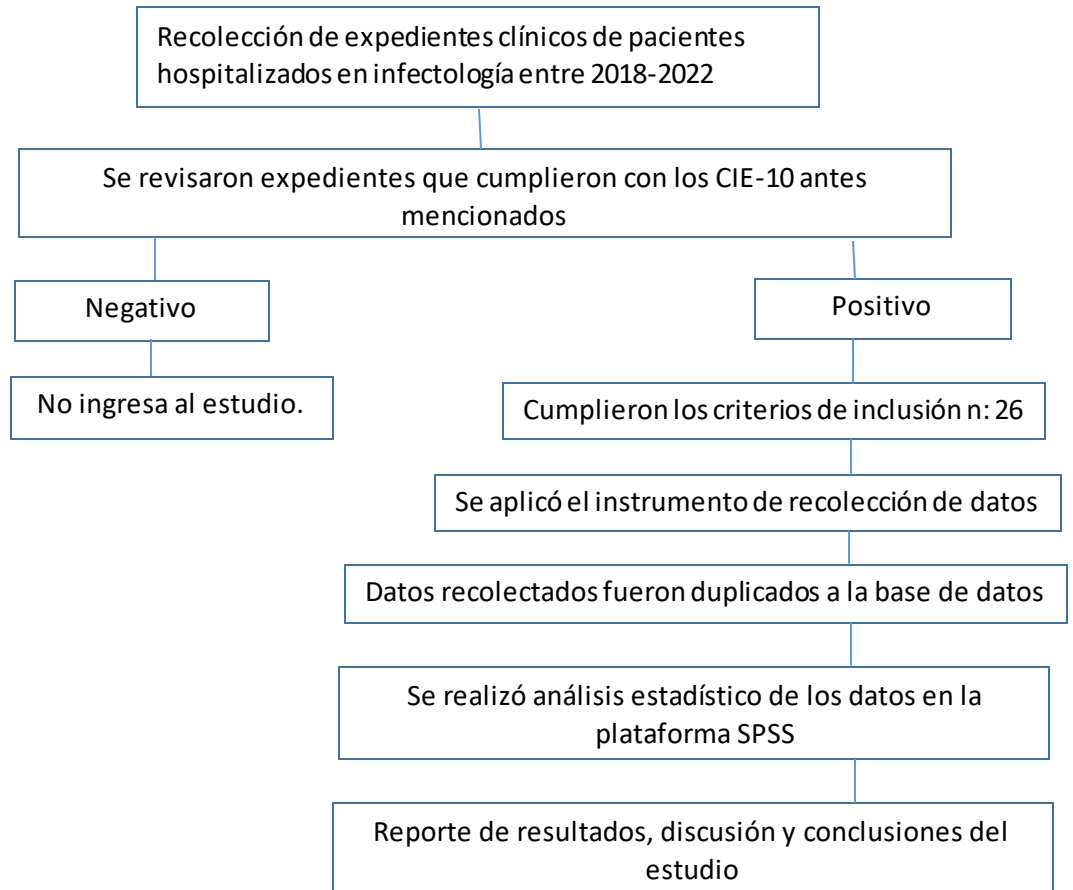 Recolección de expedientes clínicos de pacientes
hospitalizados en infectología entre 2018-2022
Se revisaron expedientes que cumplieron con los CIE-10 antes
mencionados
Negativo
Positivo
No ingresa al estudio.
Cumplieron los criterios de inclusión n: 26
Se aplicó el instrumento de recolección de datos
Datos recolectados fueron duplicados a la base de datos
Se realizó análisis estadístico de los datos en la
plataforma SPSS
Reporte de resultados, discusión y conclusiones del
estudio